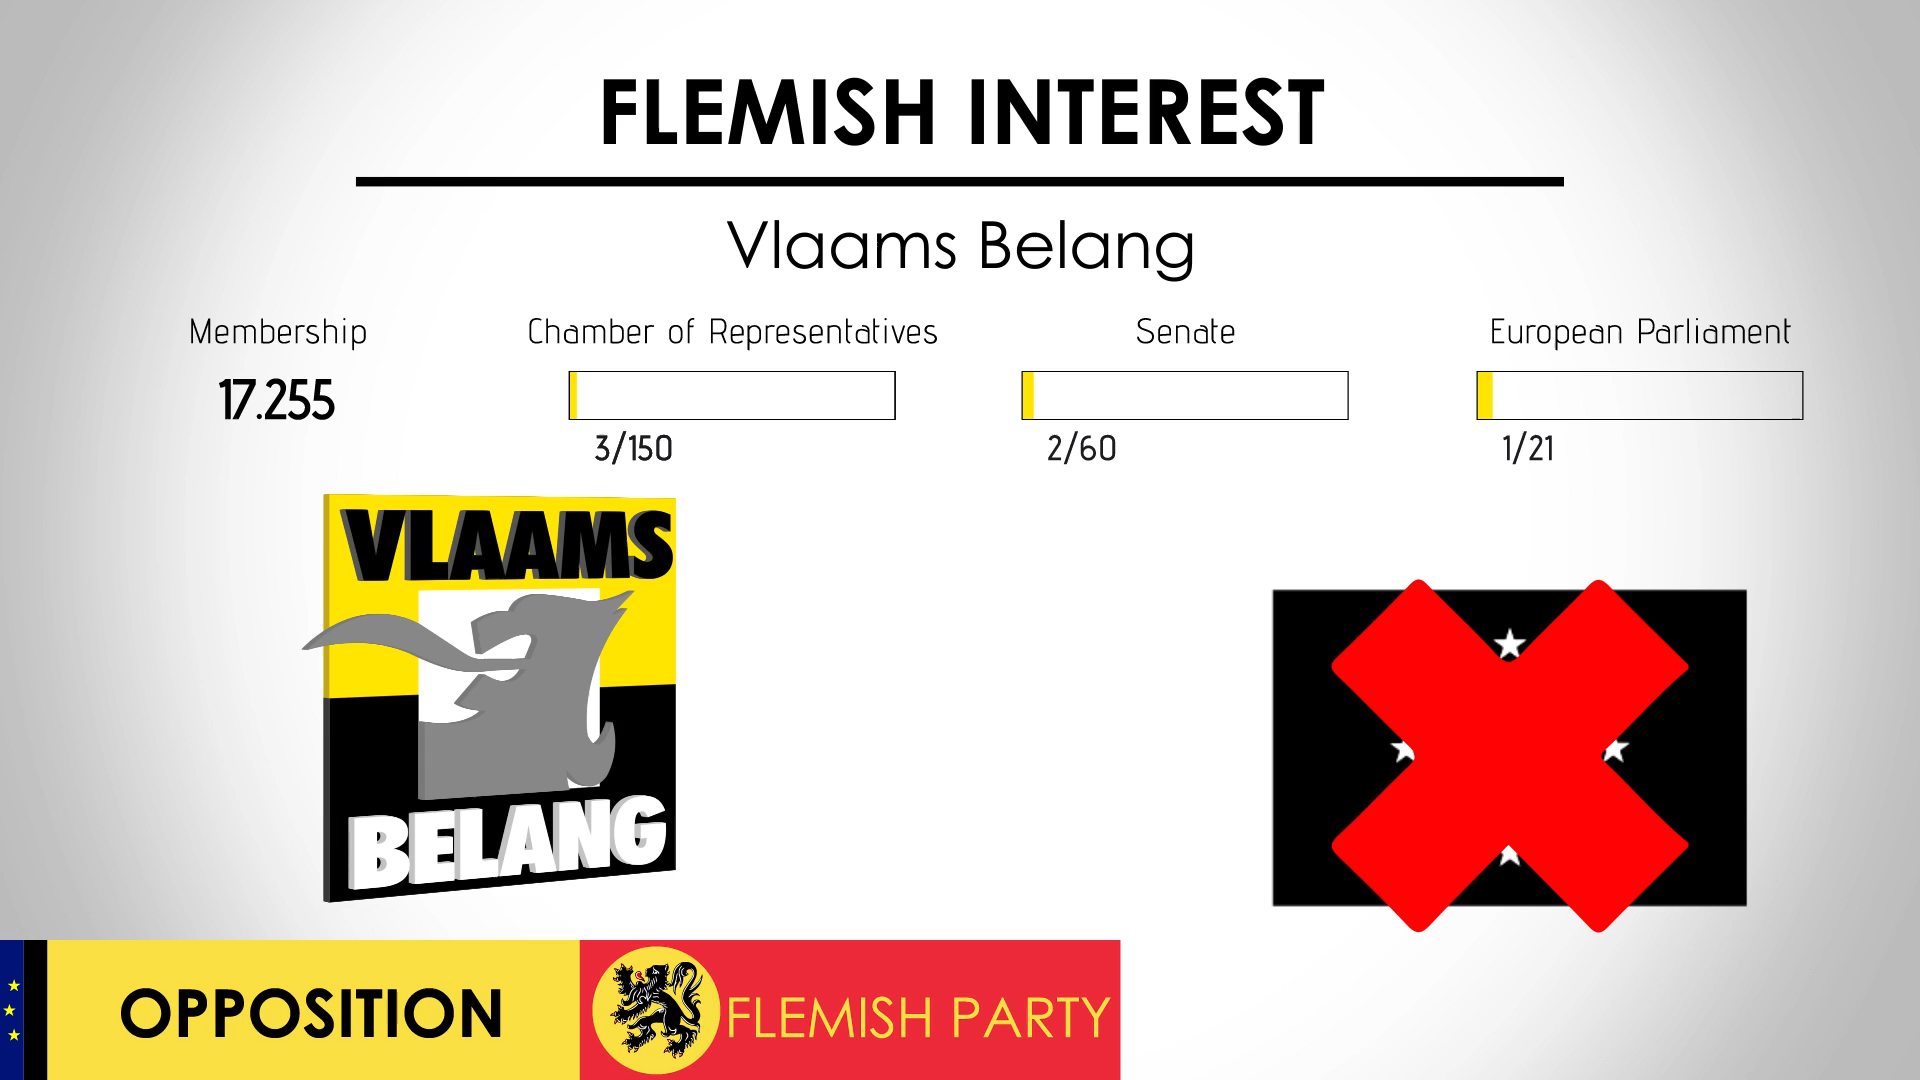 FLEMISH INTEREST
Vlaams Belang
Membership
17.255
Chamber of Representatives
3/150
Senate
2/60
European Parliament
1/21
VLAAMS
BELANG
OPPOSITION
FLEMISH PARTY